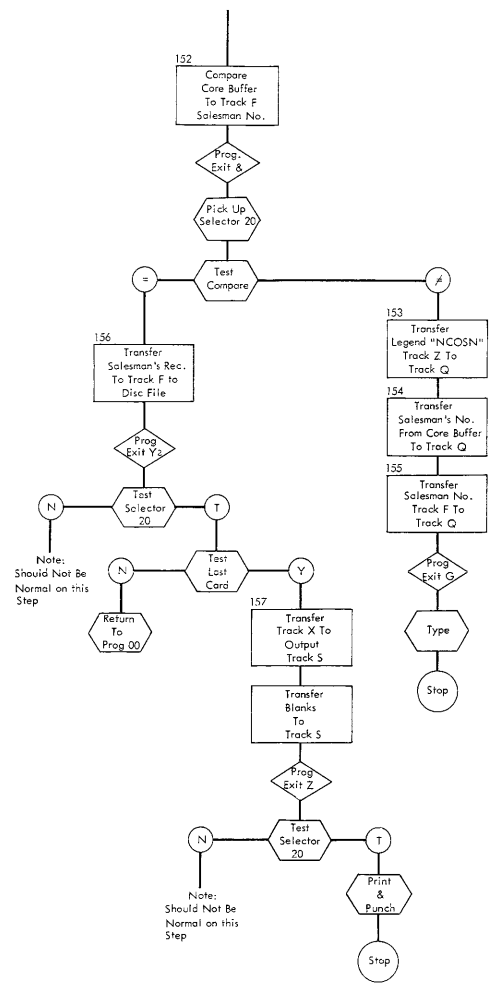 152
Compare
Core Buffer
To Track F
Salesman No.
Prog.
Exit &
Pick Up
Selector 20
=
Test
Compare
≠
156
Transfer
Salesman's Rec.
To Track F to
Disc File
Prog
Exit Y2
N
Test
Selector
20
T
Note:
Should Not Be
Normal on this
Step
N
Test
Last
Card
Y
Return
To
Prog 00
157
Transfer
Track X To
Output
Track S
Transfer
Blanks
To
Track S
Prog
Exit Z
N
Test
Selector
20
T
Note:
Should Not Be
Normal on this
Step
Print
&
Punch
Stop
153
Transfer
Legend "NCOSN"
Track Z To
Track Q
154
Transfer
Salesman's No.
From Core Buffer
To Track Q
155
Transfer
Salesman No.
Track F To
Track Q
Prog
Exit G
Type
Stop